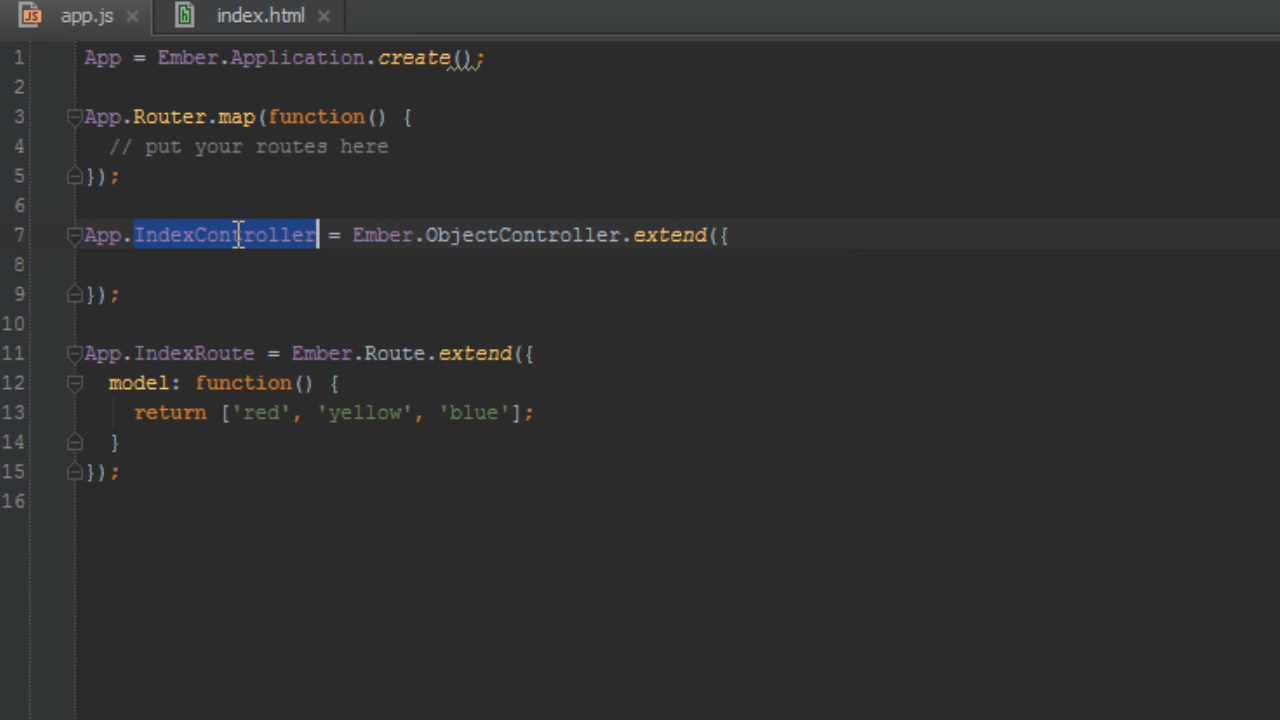 app.js index.html
1 App = Ember.Application.create();
2
3 App.Router.map(function() {
4 // put your routes here
5 });
6
7 App.IndexController = Ember.ObjectController.extend({
8
9 });
10
11 App.IndexRoute = Ember.Route.extend({
12 model: function() {
13 return ['red', 'yellow', 'blue'];
14 }
15 });
16